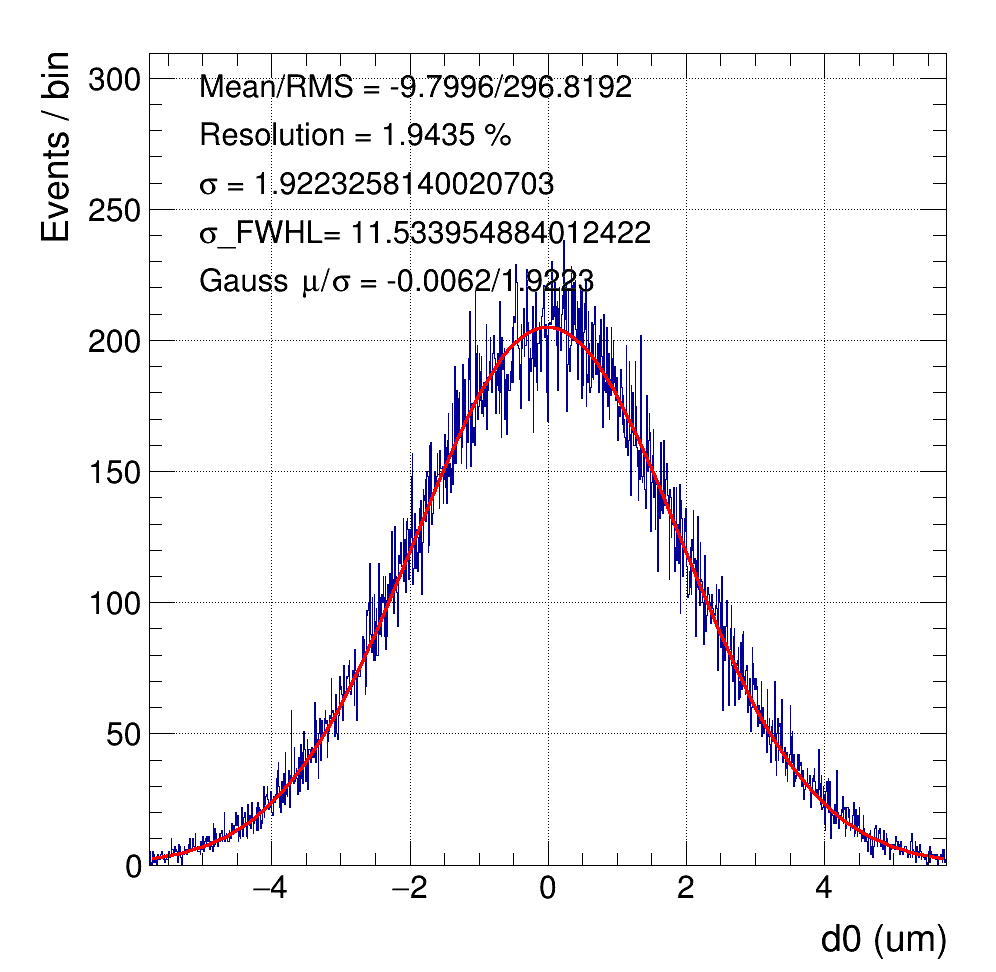 Events / bin
300
250
200
150
100
50
0
Mean/RMS = -9.7996/296.8192
Resolution = 1.9435 %
σ = 1.9223258140020703
σ_FWHL= 11.533954884012422
Gauss μ/σ = -0.0062/1.9223
−4 −2 0 2 4
d0 (um)